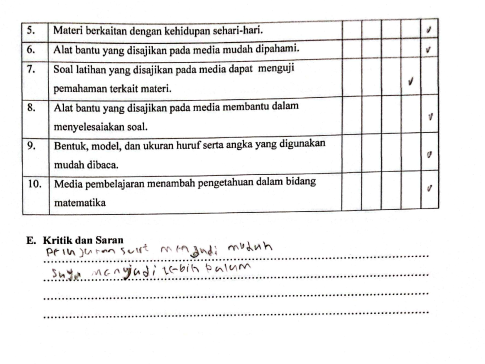 5. Materi berkaitan dengan kehidupan sehari-hari.
6. Alat bantu yang disajikan pada media mudah dipahami.
7. Soal latihan yang disajikan pada media dapat menguji
pemahaman terkait materi.
8. Alat bantu yang disajikan pada media membantu dalam
menyelesaiakan soal.
9. Bentuk, model, dan ukuran huruf serta angka yang digunakan
mudah dibaca.
10. Media pembelajaran menambah pengetahuan dalam bidang
matematika
E. Kritik dan Saran
menjadi mudah
Saya menjadi lebih paham